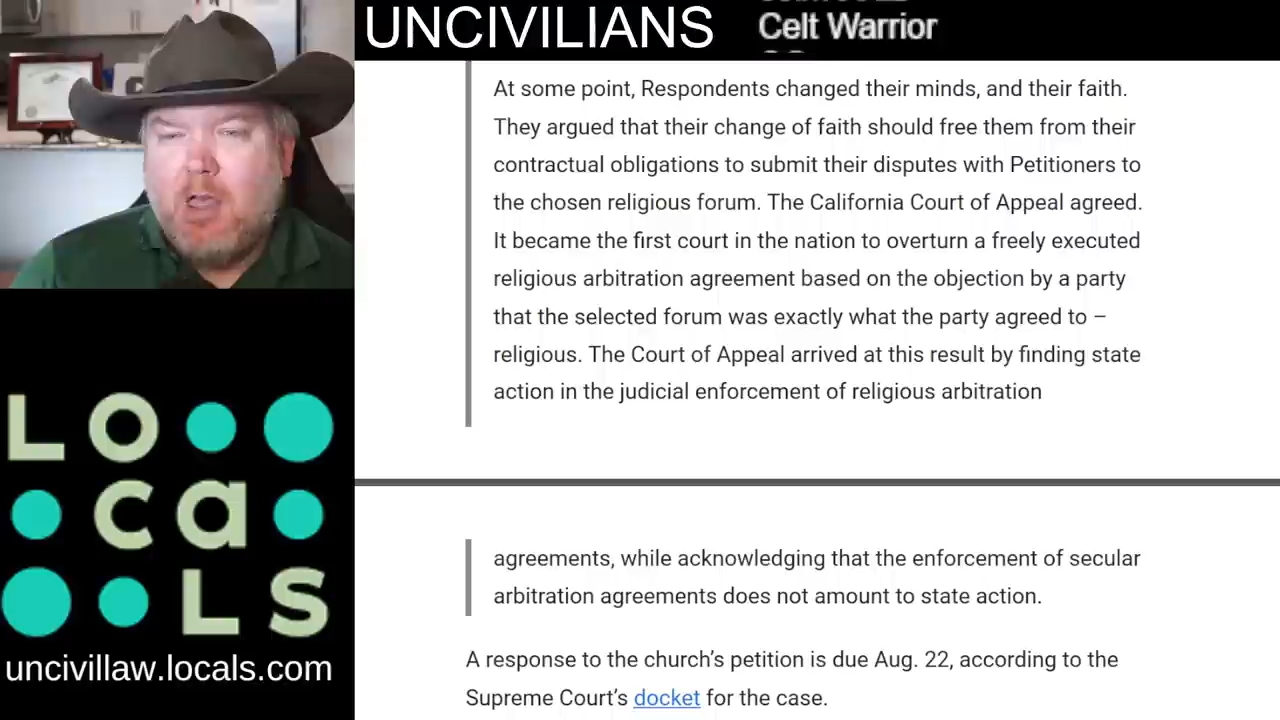 UNCIVILIANS
Celt Warrior
At some point, Respondents changed their minds, and their faith.
They argued that their change of faith should free them from their
contractual obligations to submit their disputes with Petitioners to
the chosen religious forum. The California Court of Appeal agreed.
It became the first court in the nation to overturn a freely executed
religious arbitration agreement based on the objection by a party
that the selected forum was exactly what the party agreed to –
religious. The Court of Appeal arrived at this result by finding state
action in the judicial enforcement of religious arbitration
agreements, while acknowledging that the enforcement of secular
arbitration agreements does not amount to state action.
A response to the church’s petition is due Aug. 22, according to the
Supreme Court’s docket for the case.
LO
ca
LS
uncivillaw.locals.com